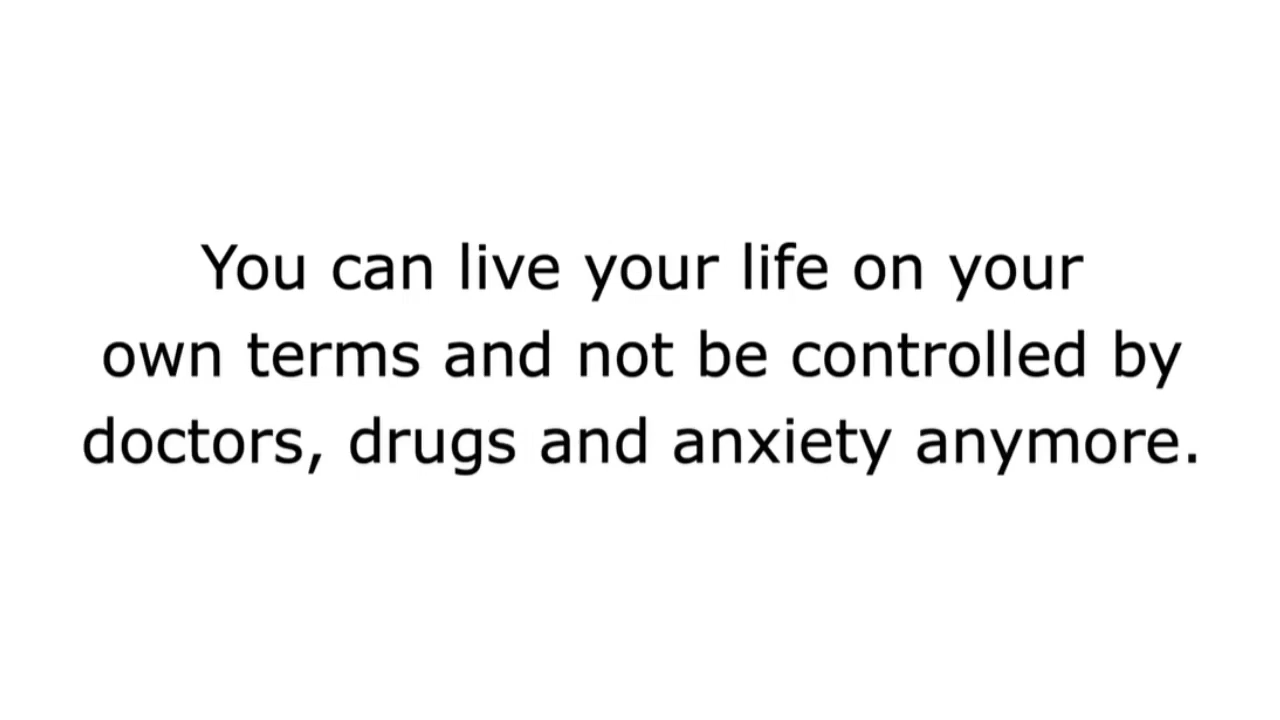 You can live your life on your
own terms and not be controlled by
doctors, drugs and anxiety anymore.